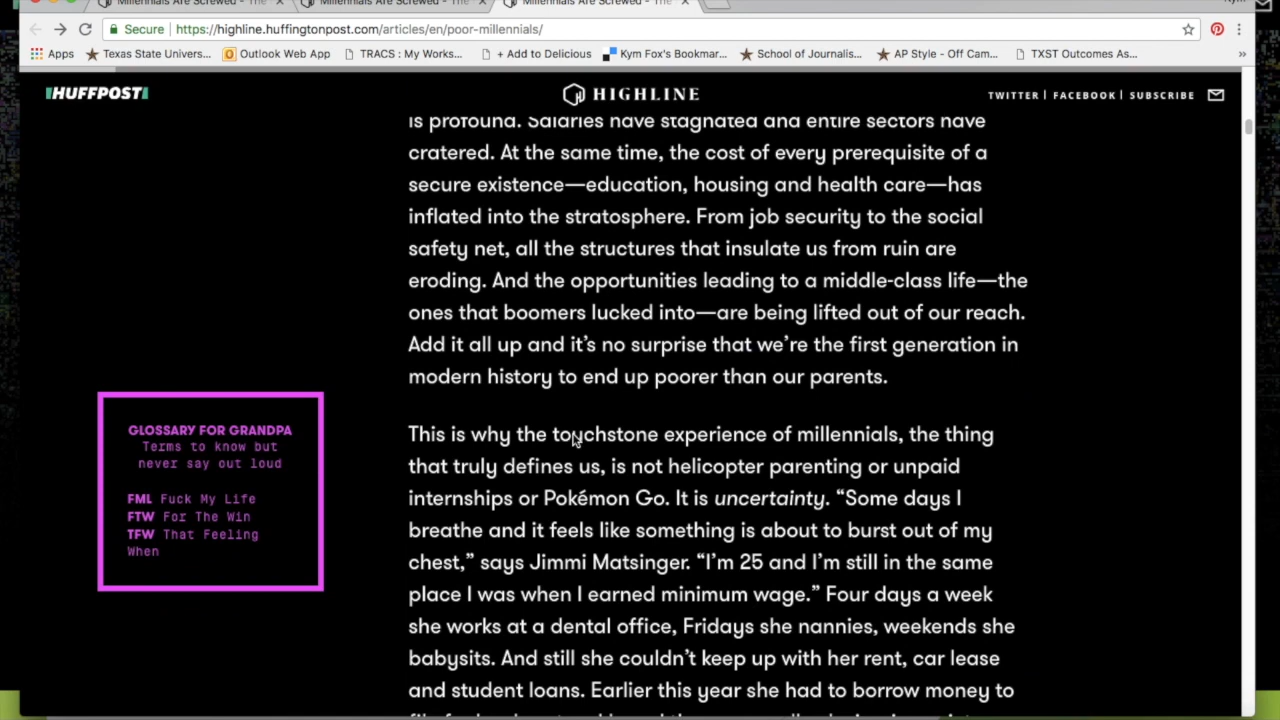 Millennials Are Screwed - The
Millennials Are Screwed - The
Millennials Are Screwed - The
Secure
https://highline.huffingtonpost.com/articles/en/poor-millennials/
Apps
Texas State Univers...
Outlook Web App
TRACS : My Works...
+ Add to Delicious
Kym Fox's Bookmar...
School of Journalis...
AP Style - Off Cam...
TXST Outcomes As...
»
HUFFPOST
HIGHLINE
TWITTER | FACEBOOK | SUBSCRIBE
is profound. Salaries have stagnated and entire sectors have
cratered. At the same time, the cost of every prerequisite of a
secure existence—education, housing and health care—has
inflated into the stratosphere. From job security to the social
safety net, all the structures that insulate us from ruin are
eroding. And the opportunities leading to a middle-class life—the
ones that boomers lucked into—are being lifted out of our reach.
Add it all up and it’s no surprise that we’re the first generation in
modern history to end up poorer than our parents.
GLOSSARY FOR GRANDPA
Terms to know but
never say out loud
FML Fuck My Life
FTW For The Win
TFW That Feeling
When
This is why the touchstone experience of millennials, the thing
that truly defines us, is not helicopter parenting or unpaid
internships or Pokémon Go. It is uncertainty. “Some days I
breathe and it feels like something is about to burst out of my
chest,” says Jimmi Matsinger. “I’m 25 and I’m still in the same
place I was when I earned minimum wage.” Four days a week
she works at a dental office, Fridays she nannies, weekends she
babysits. And still she couldn’t keep up with her rent, car lease
and student loans. Earlier this year she had to borrow money to